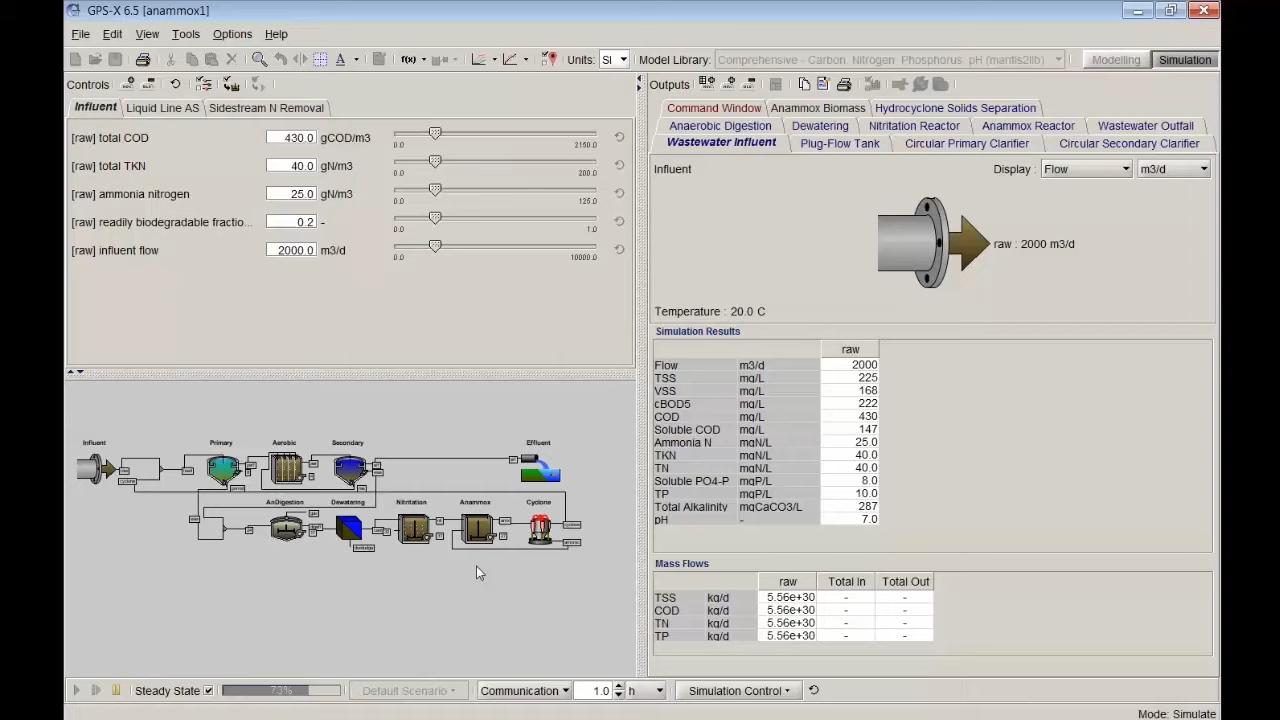 GPS-X 6.5 [anammox1]
File Edit View Tools Options Help
A f(x) Units: SI Model Library: Comprehensive - Carbon, Nitrogen, Phosphorus, pH (mantis2lib) Modelling Simulation
Controls
Influent Liquid Line AS Sidestream N Removal
[raw] total COD 430.0 gCOD/m3
0.0 2150.0
[raw] total TKN 40.0 gN/m3
0.0 200.0
[raw] ammonia nitrogen 25.0 gN/m3
0.0 125.0
[raw] readily biodegradable fractio... 0.2 -
0.0 1.0
[raw] influent flow 2000.0 m3/d
0.0 10000.0
Influent Primary Aerobic Secondary Effluent
AnDigestion Dewatering Nitritation Anammox Cyclone
Outputs
Command Window Anammox Biomass Hydrocyclone Solids Separation
Anaerobic Digestion Dewatering Nitritation Reactor Anammox Reactor Wastewater Outfall
Wastewater Influent Plug-Flow Tank Circular Primary Clarifier Circular Secondary Clarifier
Influent Display : Flow m3/d
raw : 2000 m3/d
Temperature : 20.0 C
Simulation Results
raw
Flow m3/d 2000
TSS mg/L 225
VSS mg/L 168
cBOD5 mg/L 222
COD mg/L 430
Soluble COD mg/L 147
Ammonia N mgN/L 25.0
TKN mgN/L 40.0
TN mgN/L 40.0
Soluble PO4-P mgP/L 8.0
TP mgP/L 10.0
Total Alkalinity mgCaCO3/L 287
pH - 7.0
Mass Flows
raw Total In Total Out
TSS kg/d 5.56e+30 - -
COD kg/d 5.56e+30 - -
TN kg/d 5.56e+30 - -
TP kg/d 5.56e+30 - -
Steady State 73% Default Scenario Communication 1.0 h Simulation Control
Mode: Simulate